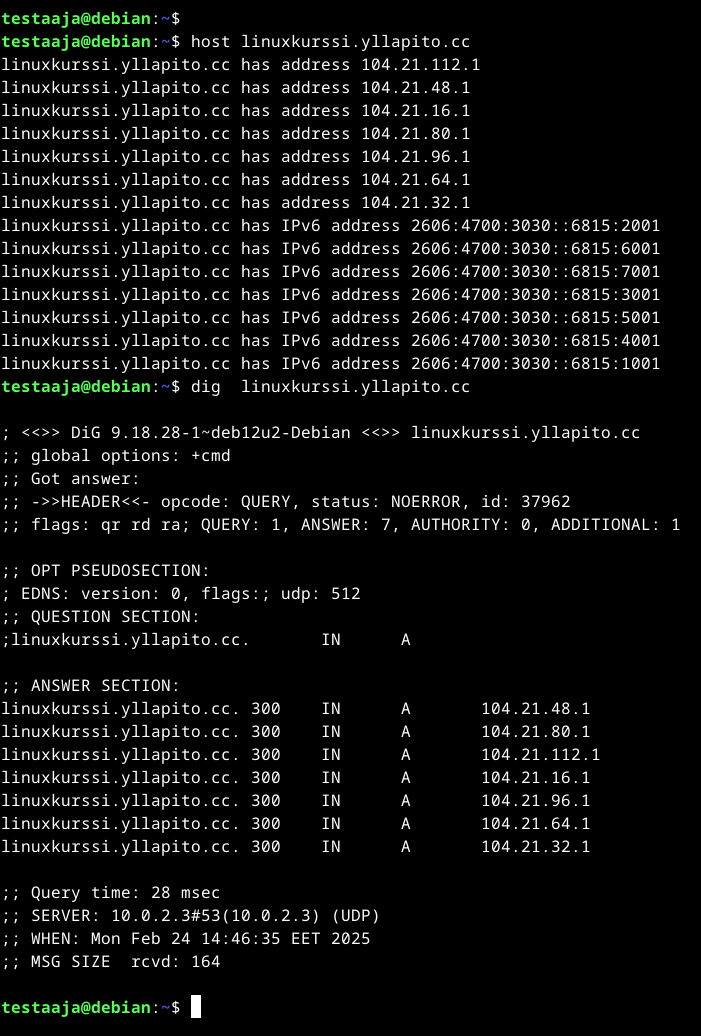 testaaja@debian:~$
testaaja@debian:~$ host linuxkurssi.yllapito.cc
linuxkurssi.yllapito.cc has address 104.21.112.1
linuxkurssi.yllapito.cc has address 104.21.48.1
linuxkurssi.yllapito.cc has address 104.21.16.1
linuxkurssi.yllapito.cc has address 104.21.80.1
linuxkurssi.yllapito.cc has address 104.21.96.1
linuxkurssi.yllapito.cc has address 104.21.64.1
linuxkurssi.yllapito.cc has address 104.21.32.1
linuxkurssi.yllapito.cc has IPv6 address 2606:4700:3030::6815:2001
linuxkurssi.yllapito.cc has IPv6 address 2606:4700:3030::6815:6001
linuxkurssi.yllapito.cc has IPv6 address 2606:4700:3030::6815:7001
linuxkurssi.yllapito.cc has IPv6 address 2606:4700:3030::6815:3001
linuxkurssi.yllapito.cc has IPv6 address 2606:4700:3030::6815:5001
linuxkurssi.yllapito.cc has IPv6 address 2606:4700:3030::6815:4001
linuxkurssi.yllapito.cc has IPv6 address 2606:4700:3030::6815:1001
testaaja@debian:~$ dig  linuxkurssi.yllapito.cc

; <<>> DiG 9.18.28-1~deb12u2-Debian <<>> linuxkurssi.yllapito.cc
;; global options: +cmd
;; Got answer:
;; ->>HEADER<<- opcode: QUERY, status: NOERROR, id: 37962
;; flags: qr rd ra; QUERY: 1, ANSWER: 7, AUTHORITY: 0, ADDITIONAL: 1

;; OPT PSEUDOSECTION:
; EDNS: version: 0, flags:; udp: 512
;; QUESTION SECTION:
;linuxkurssi.yllapito.cc.       IN      A

;; ANSWER SECTION:
linuxkurssi.yllapito.cc. 300    IN      A       104.21.48.1
linuxkurssi.yllapito.cc. 300    IN      A       104.21.80.1
linuxkurssi.yllapito.cc. 300    IN      A       104.21.112.1
linuxkurssi.yllapito.cc. 300    IN      A       104.21.16.1
linuxkurssi.yllapito.cc. 300    IN      A       104.21.96.1
linuxkurssi.yllapito.cc. 300    IN      A       104.21.64.1
linuxkurssi.yllapito.cc. 300    IN      A       104.21.32.1

;; Query time: 28 msec
;; SERVER: 10.0.2.3#53(10.0.2.3) (UDP)
;; WHEN: Mon Feb 24 14:46:35 EET 2025
;; MSG SIZE  rcvd: 164

testaaja@debian:~$